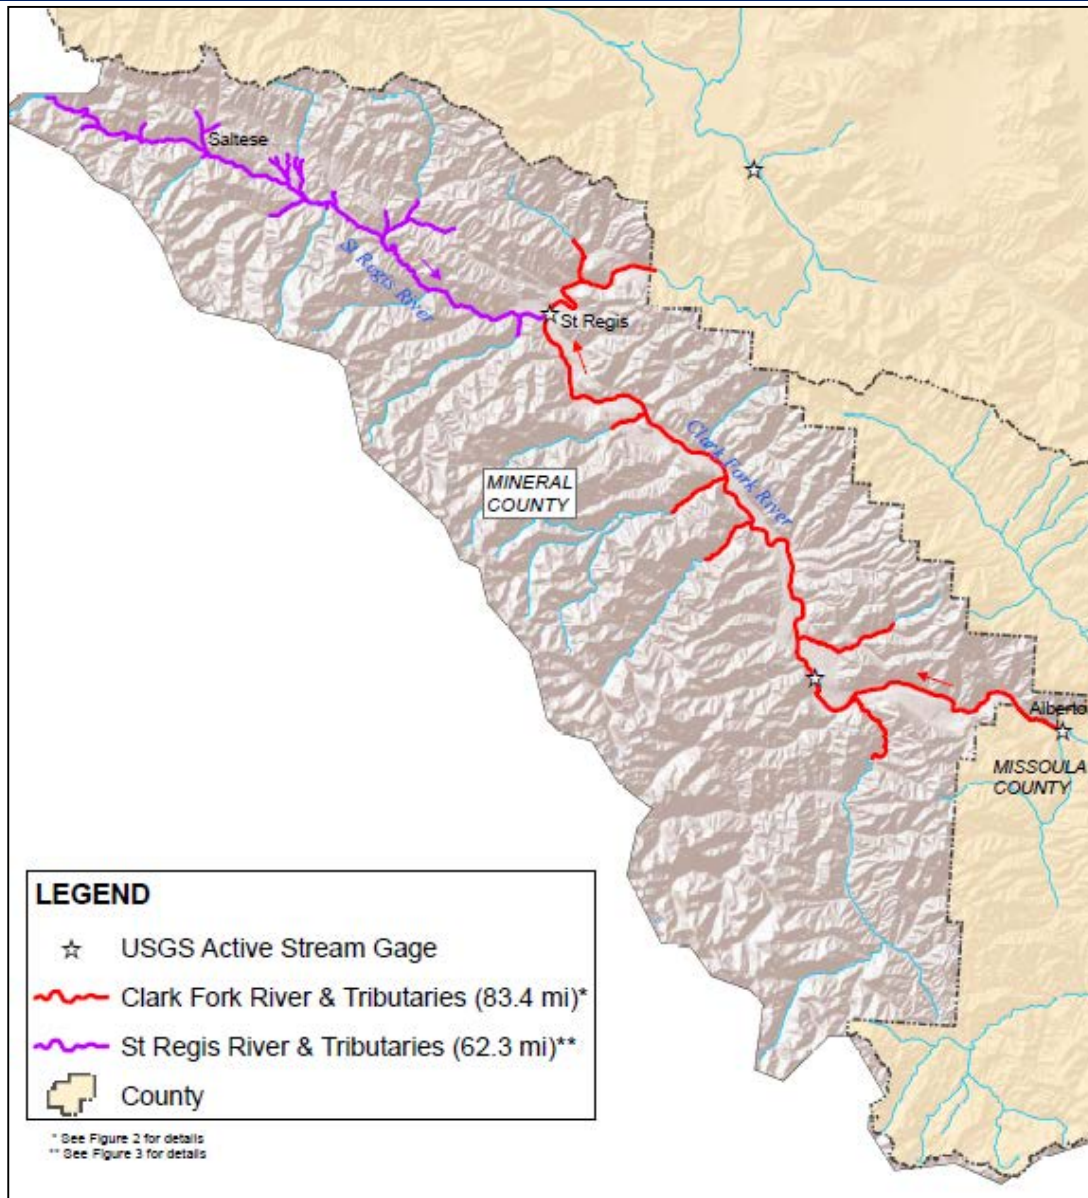 Saltese
St Regis River
St Regis
Clark Fork River
MINERAL
COUNTY
Alberto
MISSOULA
COUNTY
LEGEND
USGS Active Stream Gage
Clark Fork River & Tributaries (83.4 mi)*
St Regis River & Tributaries (62.3 mi)**
County
* See Figure 2 for details
** See Figure 3 for details